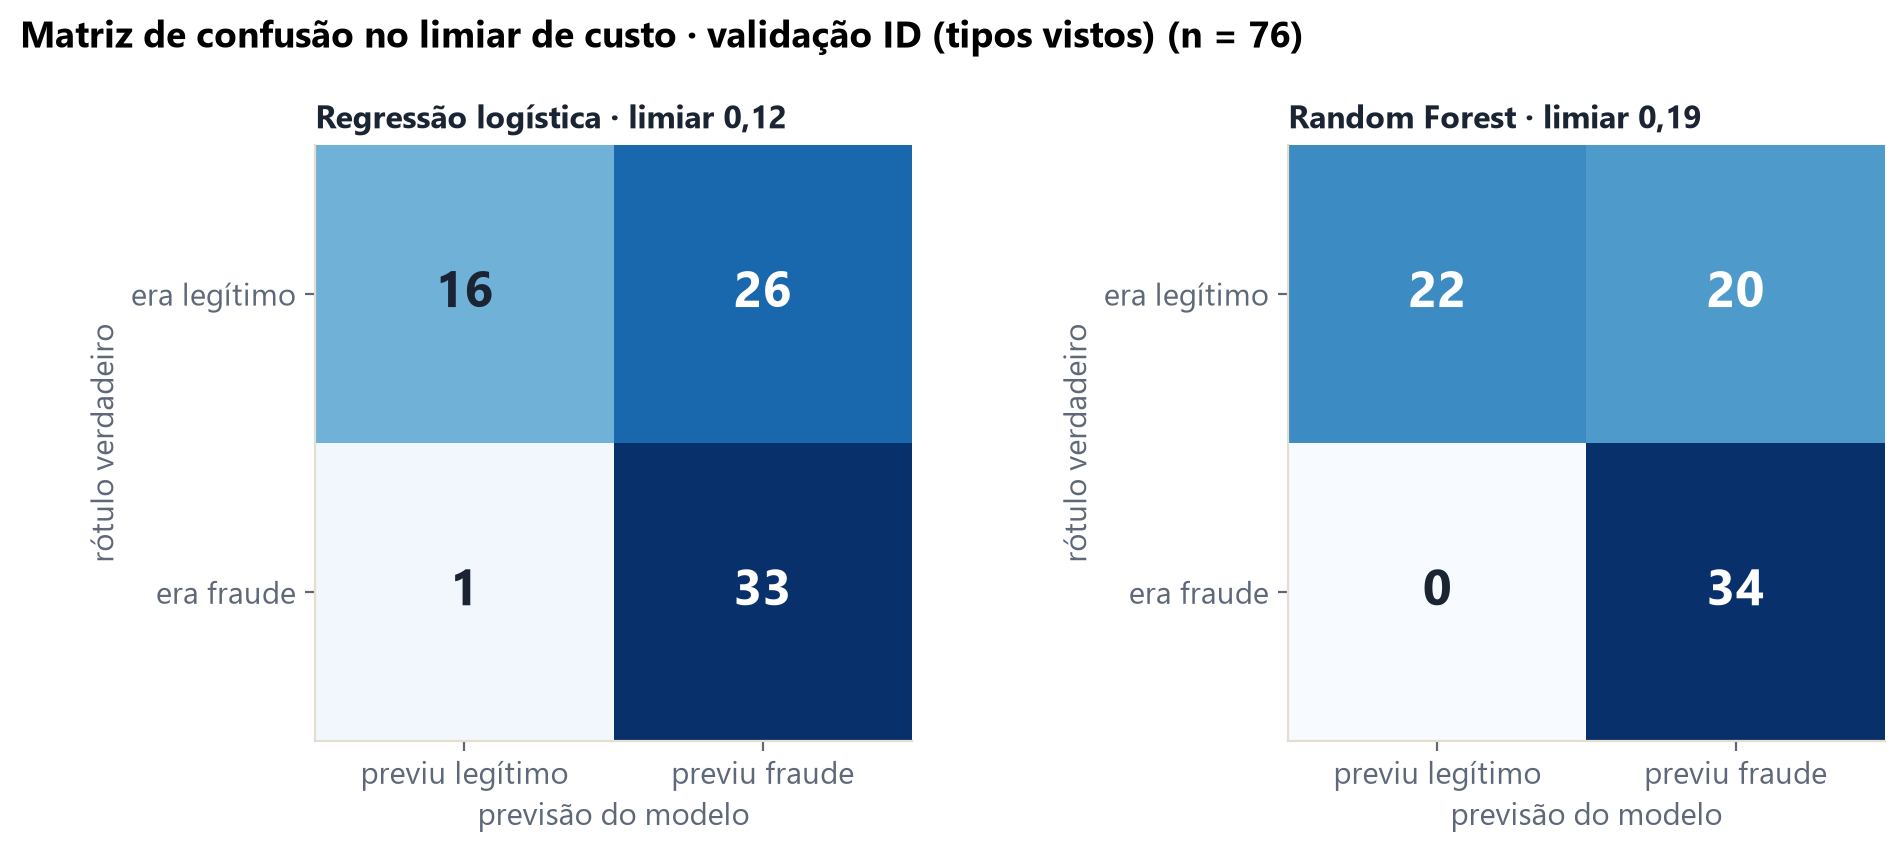 Matriz de confusão no limiar de custo · validação ID (tipos vistos) (n = 76)
Regressão logística · limiar 0,12
rótulo verdadeiro
era legítimo
16
26
era fraude
1
33
previu legítimo
previu fraude
previsão do modelo
Random Forest · limiar 0,19
rótulo verdadeiro
era legítimo
22
20
era fraude
0
34
previu legítimo
previu fraude
previsão do modelo